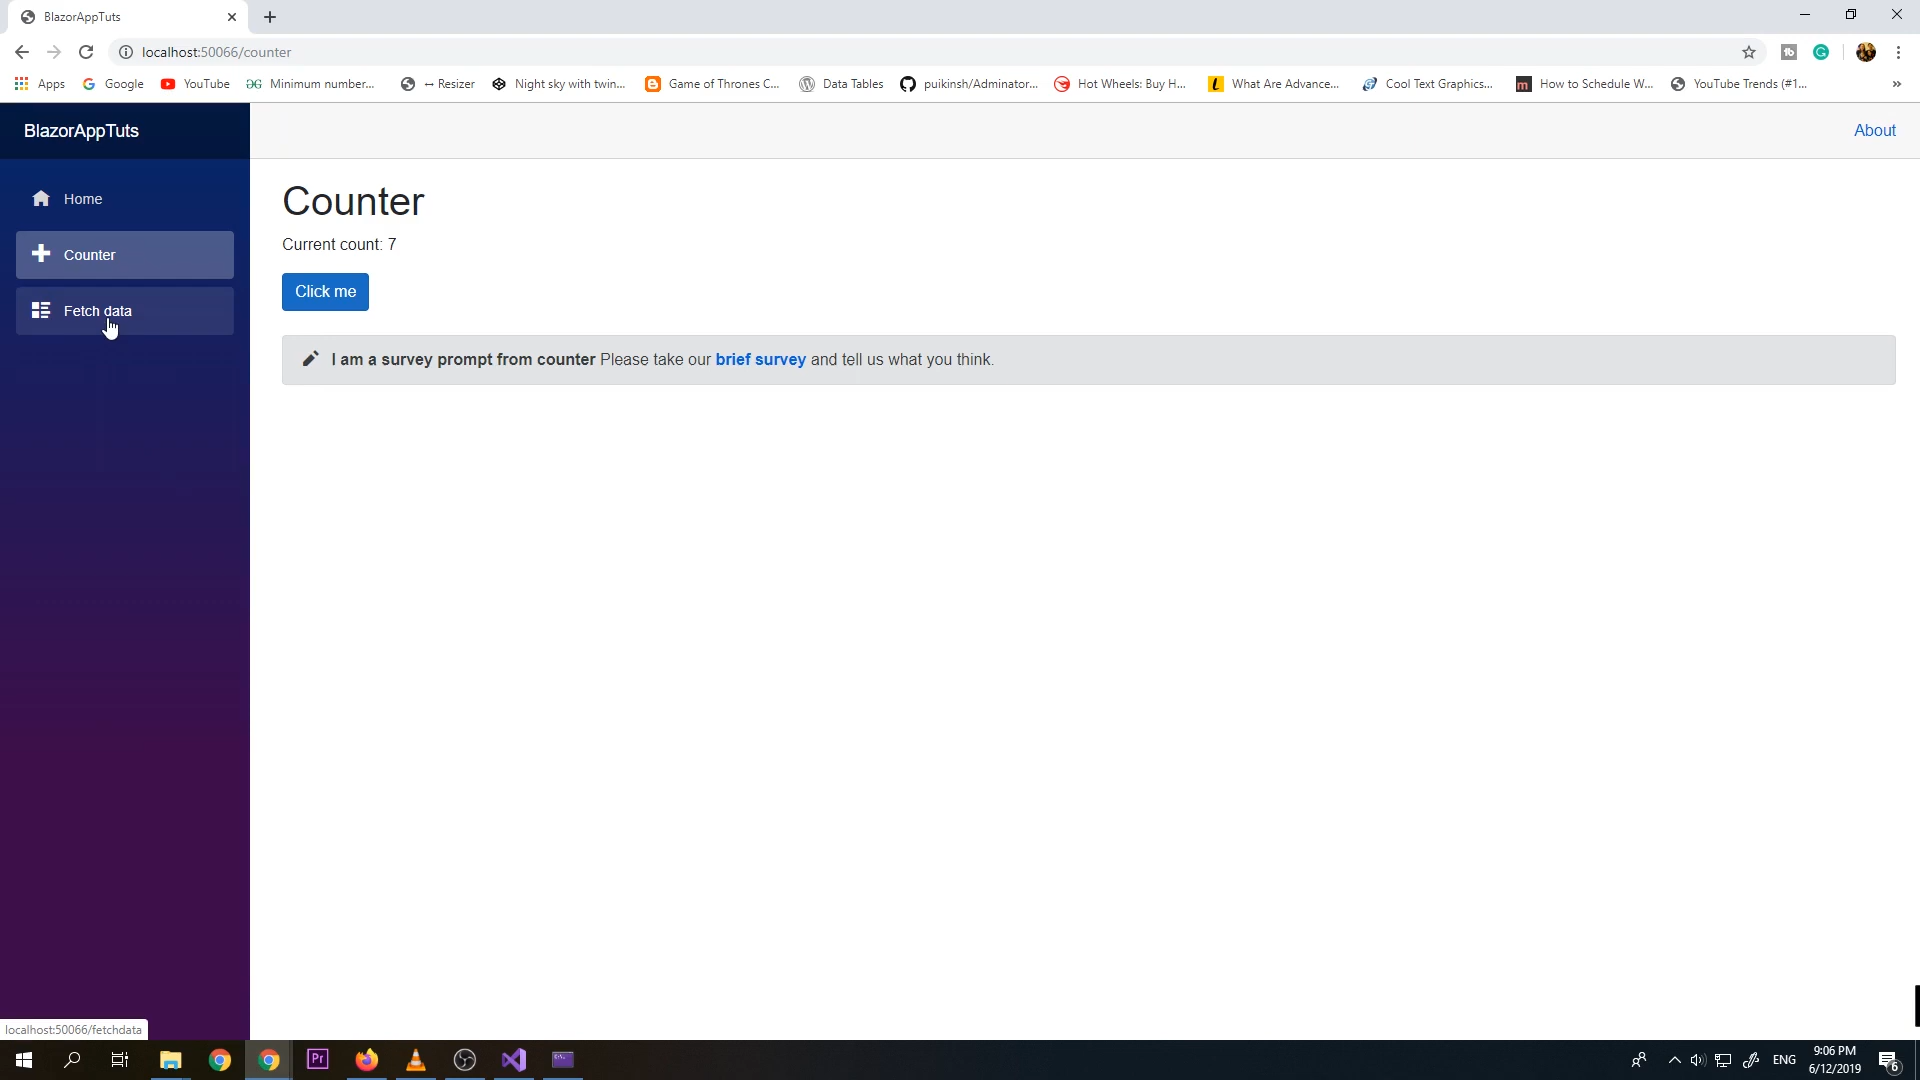 BlazorAppTuts
localhost:50066/counter
Apps Google YouTube Minimum number... ↔ Resizer Night sky with twin... Game of Thrones C... Data Tables puikinsh/Adminator... Hot Wheels: Buy H... What Are Advance... Cool Text Graphics... How to Schedule W... YouTube Trends (#1... »
BlazorAppTuts
About
Home
Counter
Fetch data
Counter
Current count: 7
Click me
I am a survey prompt from counter Please take our brief survey and tell us what you think.
localhost:50066/fetchdata
Pr
ENG
9:06 PM
6/12/2019
6